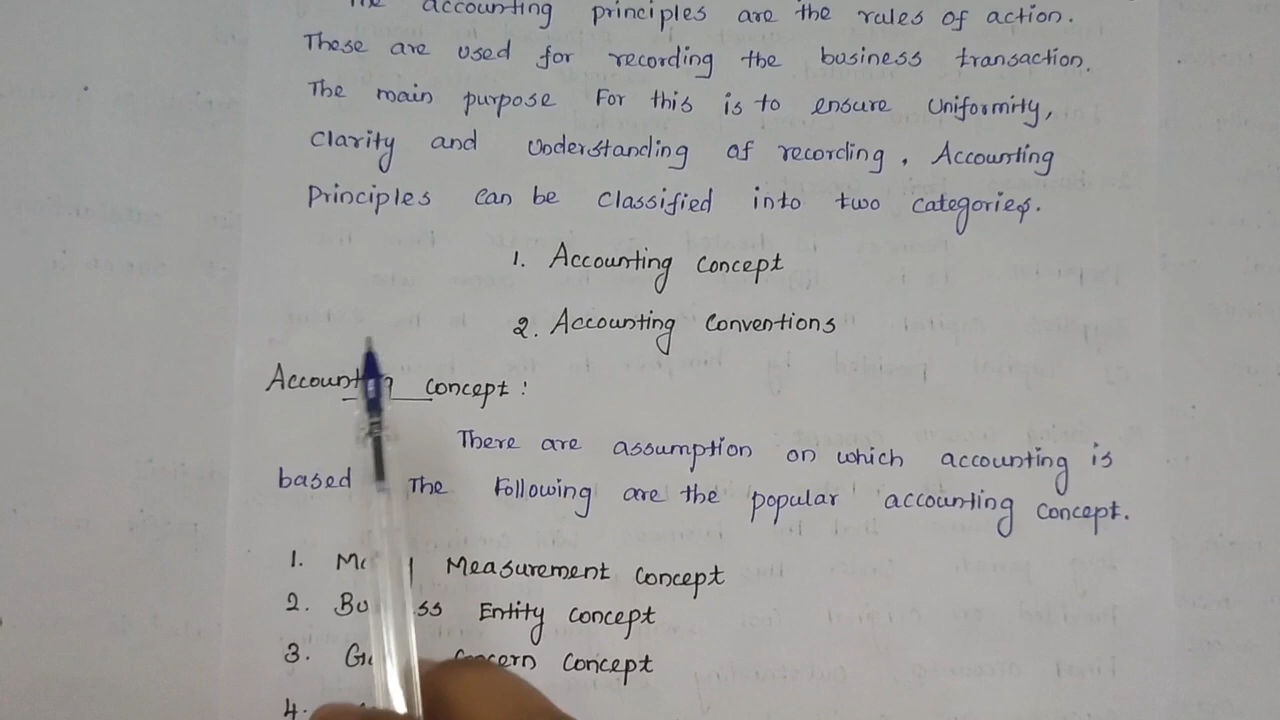 The accounting principles are the rules of action.
These are used for recording the business transaction.
The main purpose For this is to ensure Uniformity,
Clarity and Understanding of recording. Accounting
Principles can be classified into two categories.
1. Accounting concept
2. Accounting Conventions
concept :
There are assumption on which accounting is
based The Following are the popular accounting concept.
1. Measurement concept
2. Entity concept
3. concept
4.